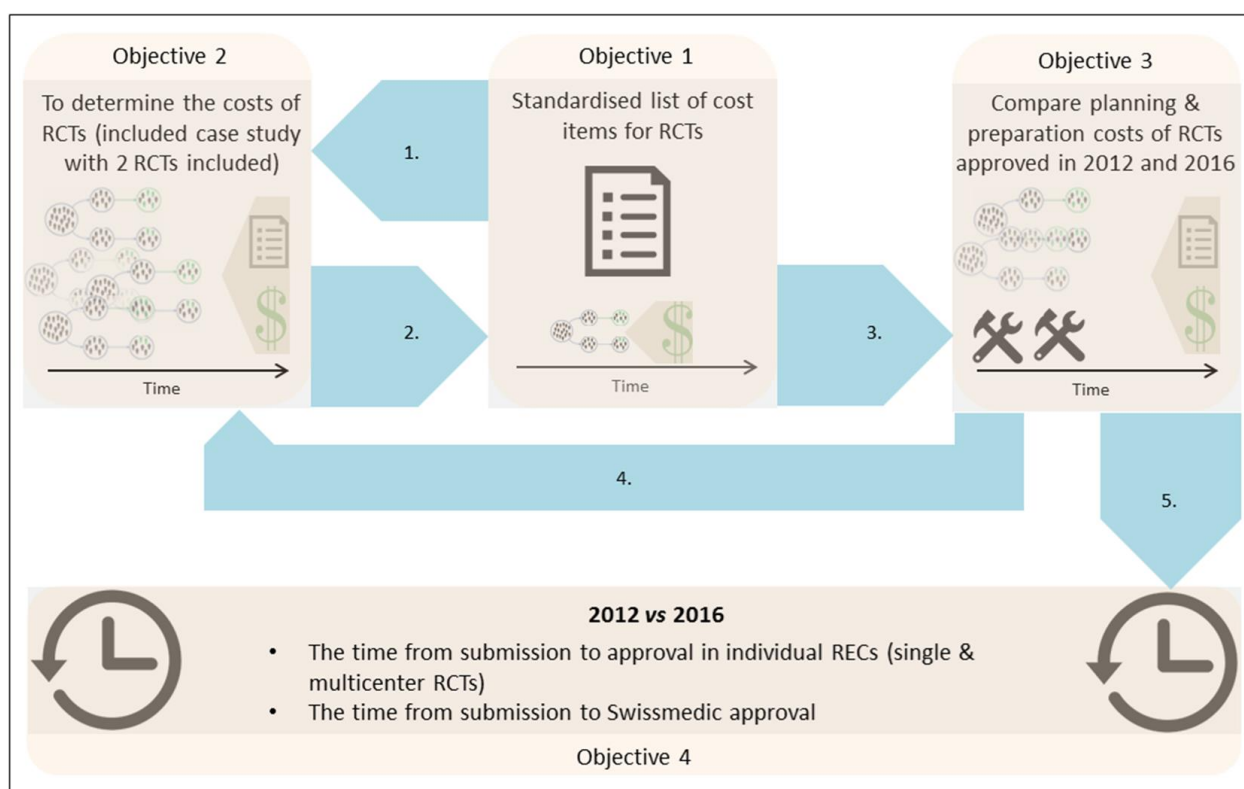 Objective 2
To determine the costs of
RCTs (included case study
with 2 RCTs included)
$
Time
1.
2.
Objective 1
Standardised list of cost
items for RCTs
$
Time
3.
Objective 3
Compare planning &
preparation costs of RCTs
approved in 2012 and 2016
$
Time
4.
5.
2012 vs 2016
• The time from submission to approval in individual RECs (single &
multicenter RCTs)
• The time from submission to Swissmedic approval
Objective 4